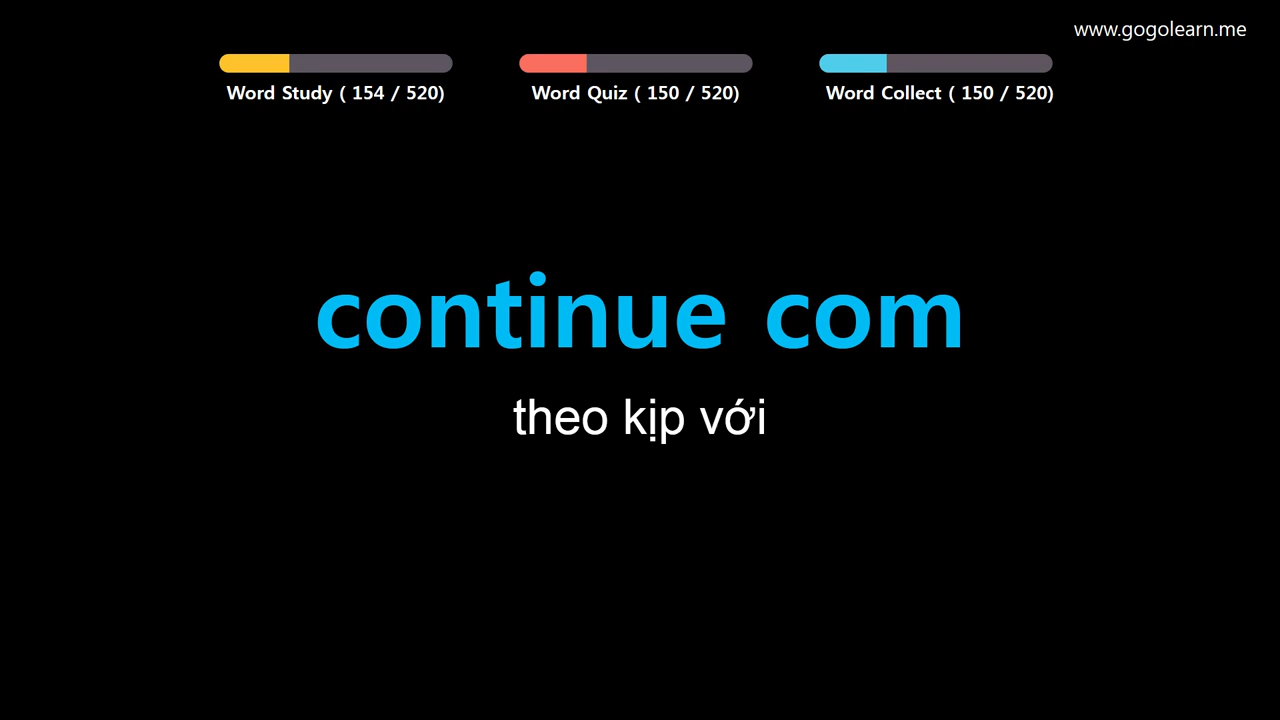 www.gogolearn.me
Word Study ( 154 / 520)
Word Quiz ( 150 / 520)
Word Collect ( 150 / 520)
continue com
theo kịp với